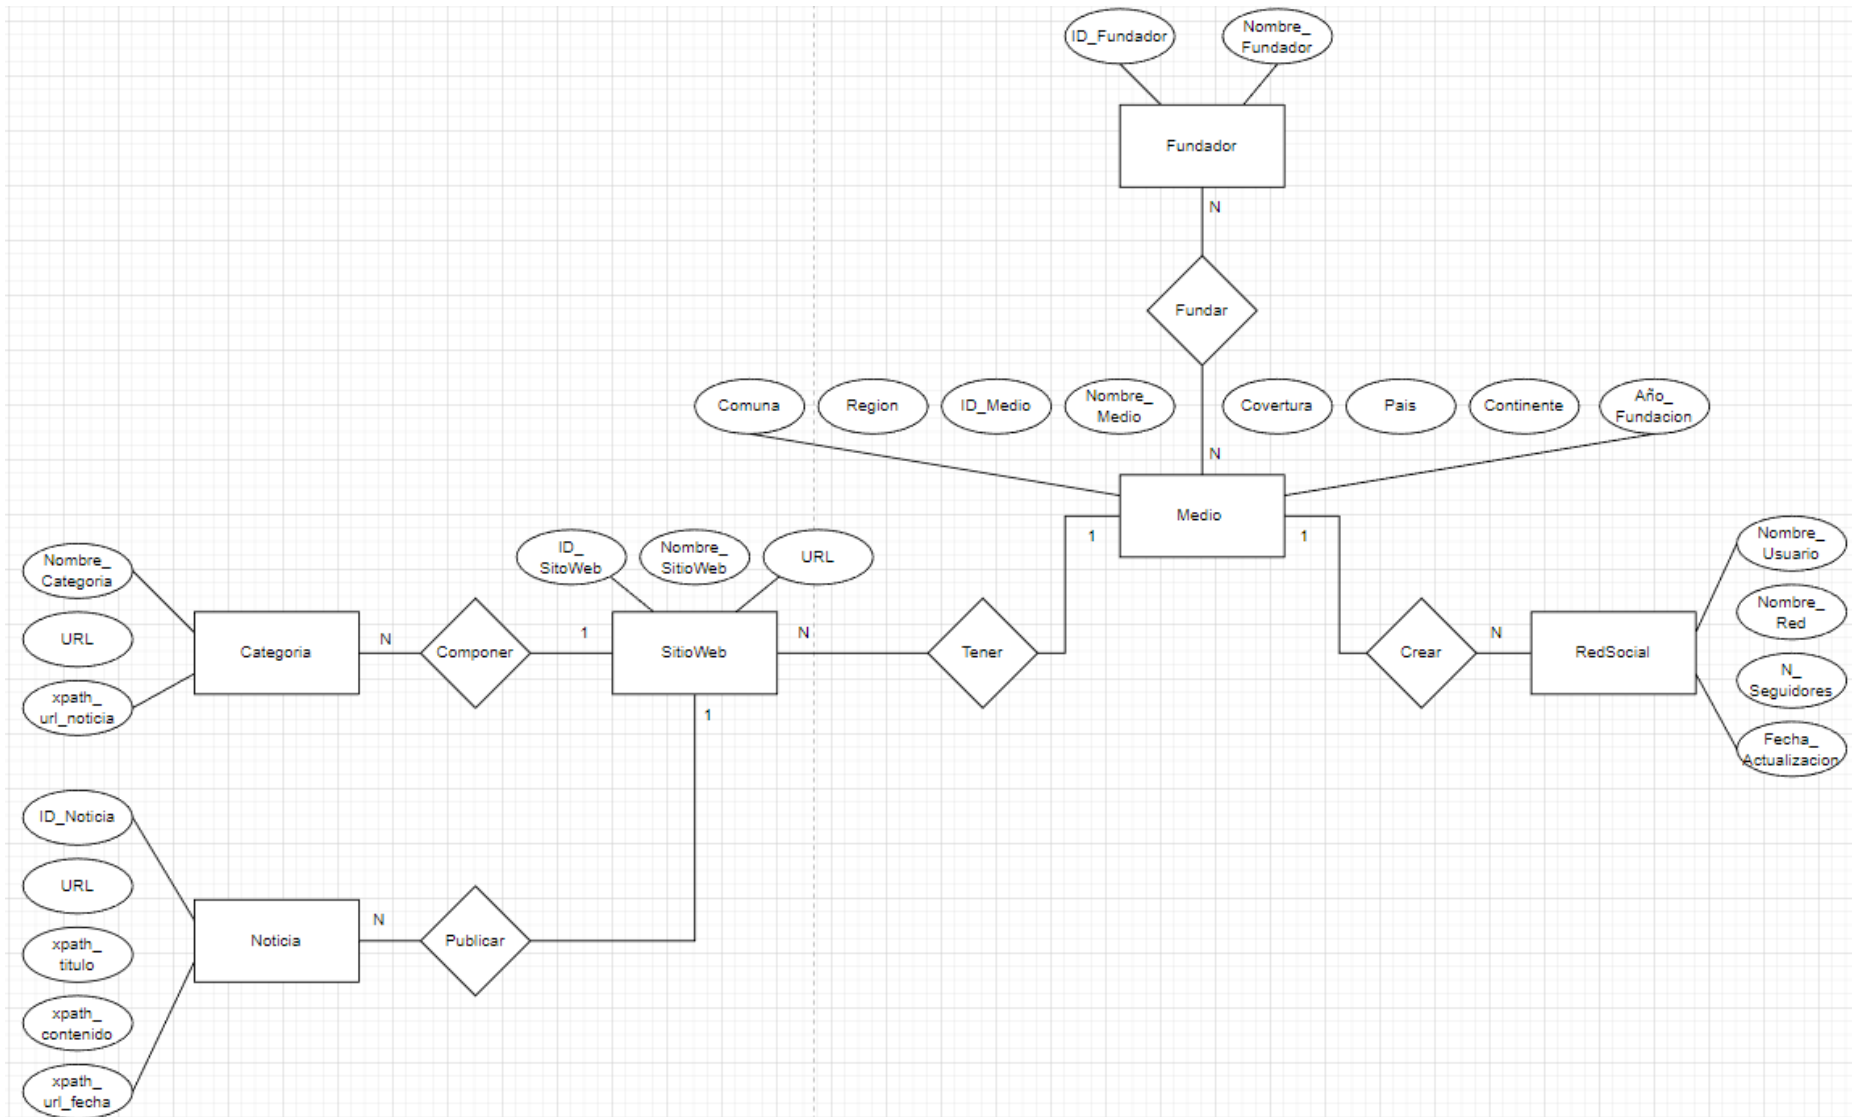 ID_Fundador
Nombre_
Fundador
Fundador
N
Fundar
Comuna
Region
ID_Medio
Nombre_
Medio
Covertura
Pais
Continente
Año_
Fundacion
N
Medio
1
1
ID_
SitoWeb
Nombre_
SitioWeb
URL
Nombre_
Categoria
URL
xpath_
url_noticia
Categoria
N
Componer
1
SitioWeb
N
Tener
Crear
N
RedSocial
Nombre_
Usuario
Nombre_
Red
N_
Seguidores
Fecha_
Actualizacion
1
ID_Noticia
URL
xpath_
titulo
xpath_
contenido
xpath_
url_fecha
Noticia
N
Publicar